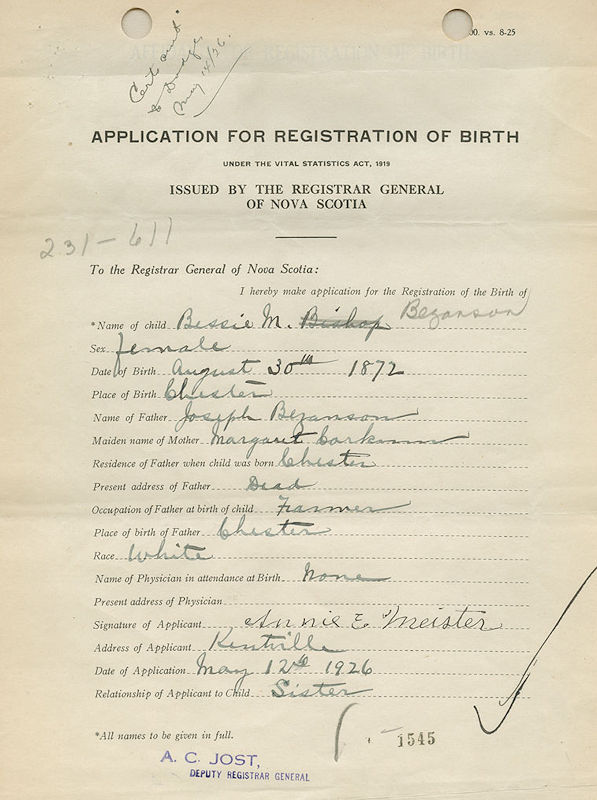 00. vs. 8-25
Cert and
to Dudge
May 14/26.
APPLICATION FOR REGISTRATION OF BIRTH
UNDER THE VITAL STATISTICS ACT, 1919
ISSUED BY THE REGISTRAR GENERAL
OF NOVA SCOTIA
231-611
To the Registrar General of Nova Scotia:
I hereby make application for the Registration of the Birth of
*Name of child Bessie M. Bishop Bezanson
Sex female
Date of Birth August 30th 1872
Place of Birth Chester
Name of Father Joseph Bezanson
Maiden name of Mother Margaret Corkum
Residence of Father when child was born Chester
Present address of Father Dead
Occupation of Father at birth of child Farmer
Place of birth of Father Chester
Race White
Name of Physician in attendance at Birth None
Present address of Physician
Signature of Applicant Annie E Meister
Address of Applicant Kentville
Date of Application May 12th 1926
Relationship of Applicant to Child Sister
*All names to be given in full.
1545
A. C. JOST,
DEPUTY REGISTRAR GENERAL